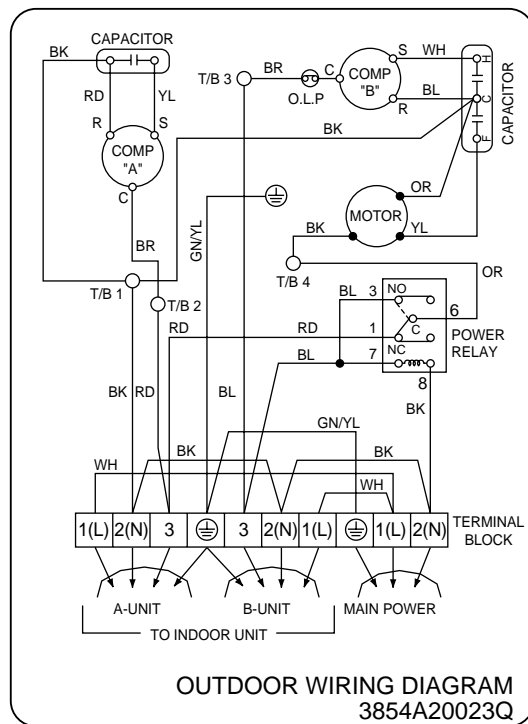 CAPACITOR
BK
RD
YL
R
S
COMP
"A"
C
BR
T/B 1
T/B 2
T/B 3
BR
O.L.P
C
S
COMP
"B"
R
WH
BL
H
C
F
CAPACITOR
BK
GN/YL
OR
MOTOR
BK
YL
T/B 4
OR
BL
3
NO
6
C
1
NC
7
8
POWER
RELAY
RD
RD
BL
BK
BK
RD
BL
GN/YL
BK
BK
WH
WH
1(L)
2(N)
3
3
2(N)
1(L)
1(L)
2(N)
TERMINAL
BLOCK
A-UNIT
B-UNIT
MAIN POWER
TO INDOOR UNIT
OUTDOOR WIRING DIAGRAM
3854A20023Q